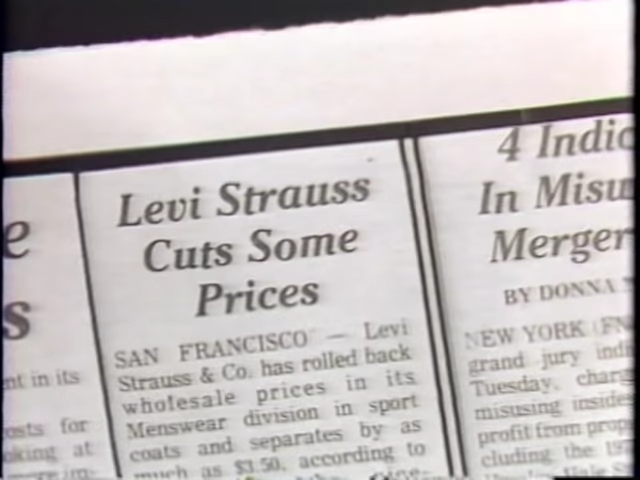 e
s
nt in its
osts for
oking at
Levi Strauss
Cuts Some
Prices
SAN FRANCISCO — Levi
Strauss & Co. has rolled back
wholesale prices in its
Menswear division in sport
coats and separates by as
much as $3.50, according to
4 Indic
In Misu
Merger
BY DONNA
NEW YORK (FN
grand jury indi
Tuesday, charg
misusing inside
profit from prop
cluding the 19